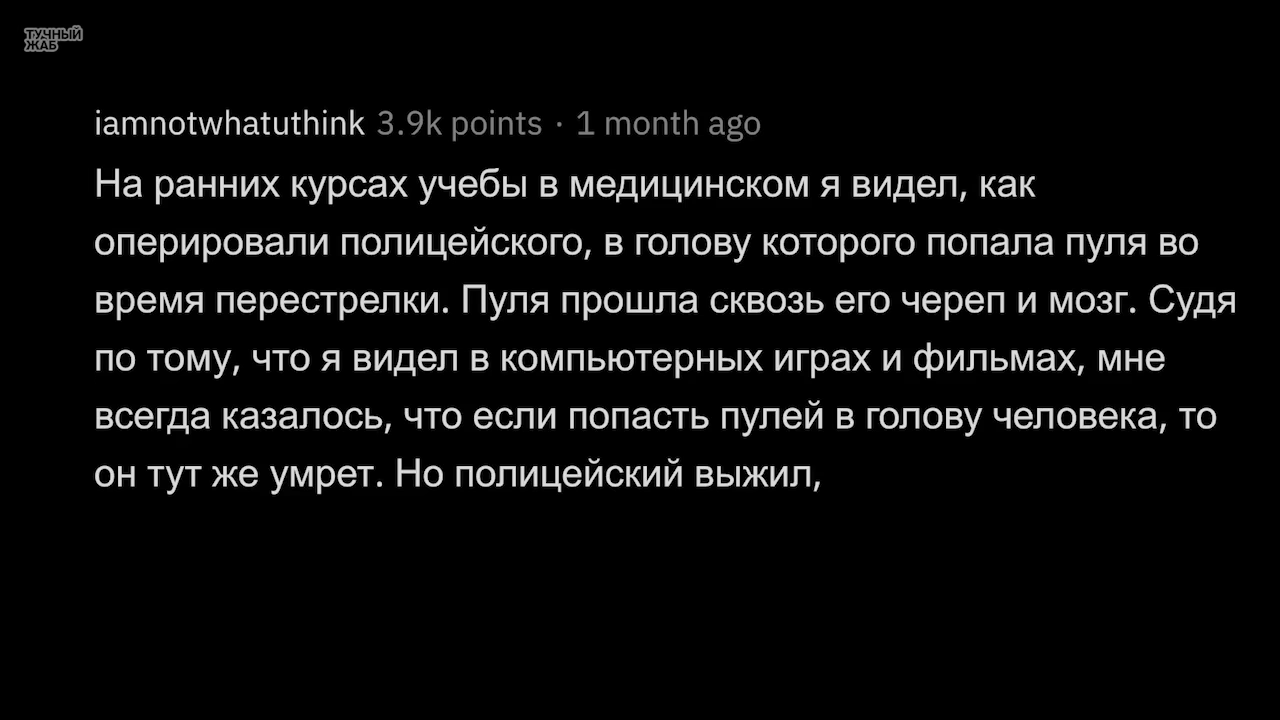 ТУЧНЫЙ
ЖАБ
iamnotwhatuthink 3.9k points · 1 month ago
На ранних курсах учебы в медицинском я видел, как
оперировали полицейского, в голову которого попала пуля во
время перестрелки. Пуля прошла сквозь его череп и мозг. Судя
по тому, что я видел в компьютерных играх и фильмах, мне
всегда казалось, что если попасть пулей в голову человека, то
он тут же умрет. Но полицейский выжил,